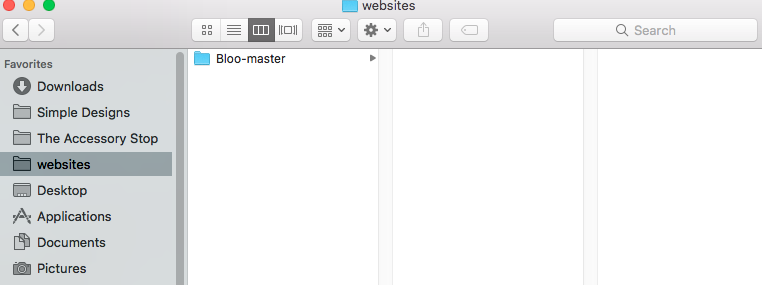 websites
Search
Favorites
Downloads
Simple Designs
The Accessory Stop
websites
Desktop
Applications
Documents
Pictures
Bloo-master